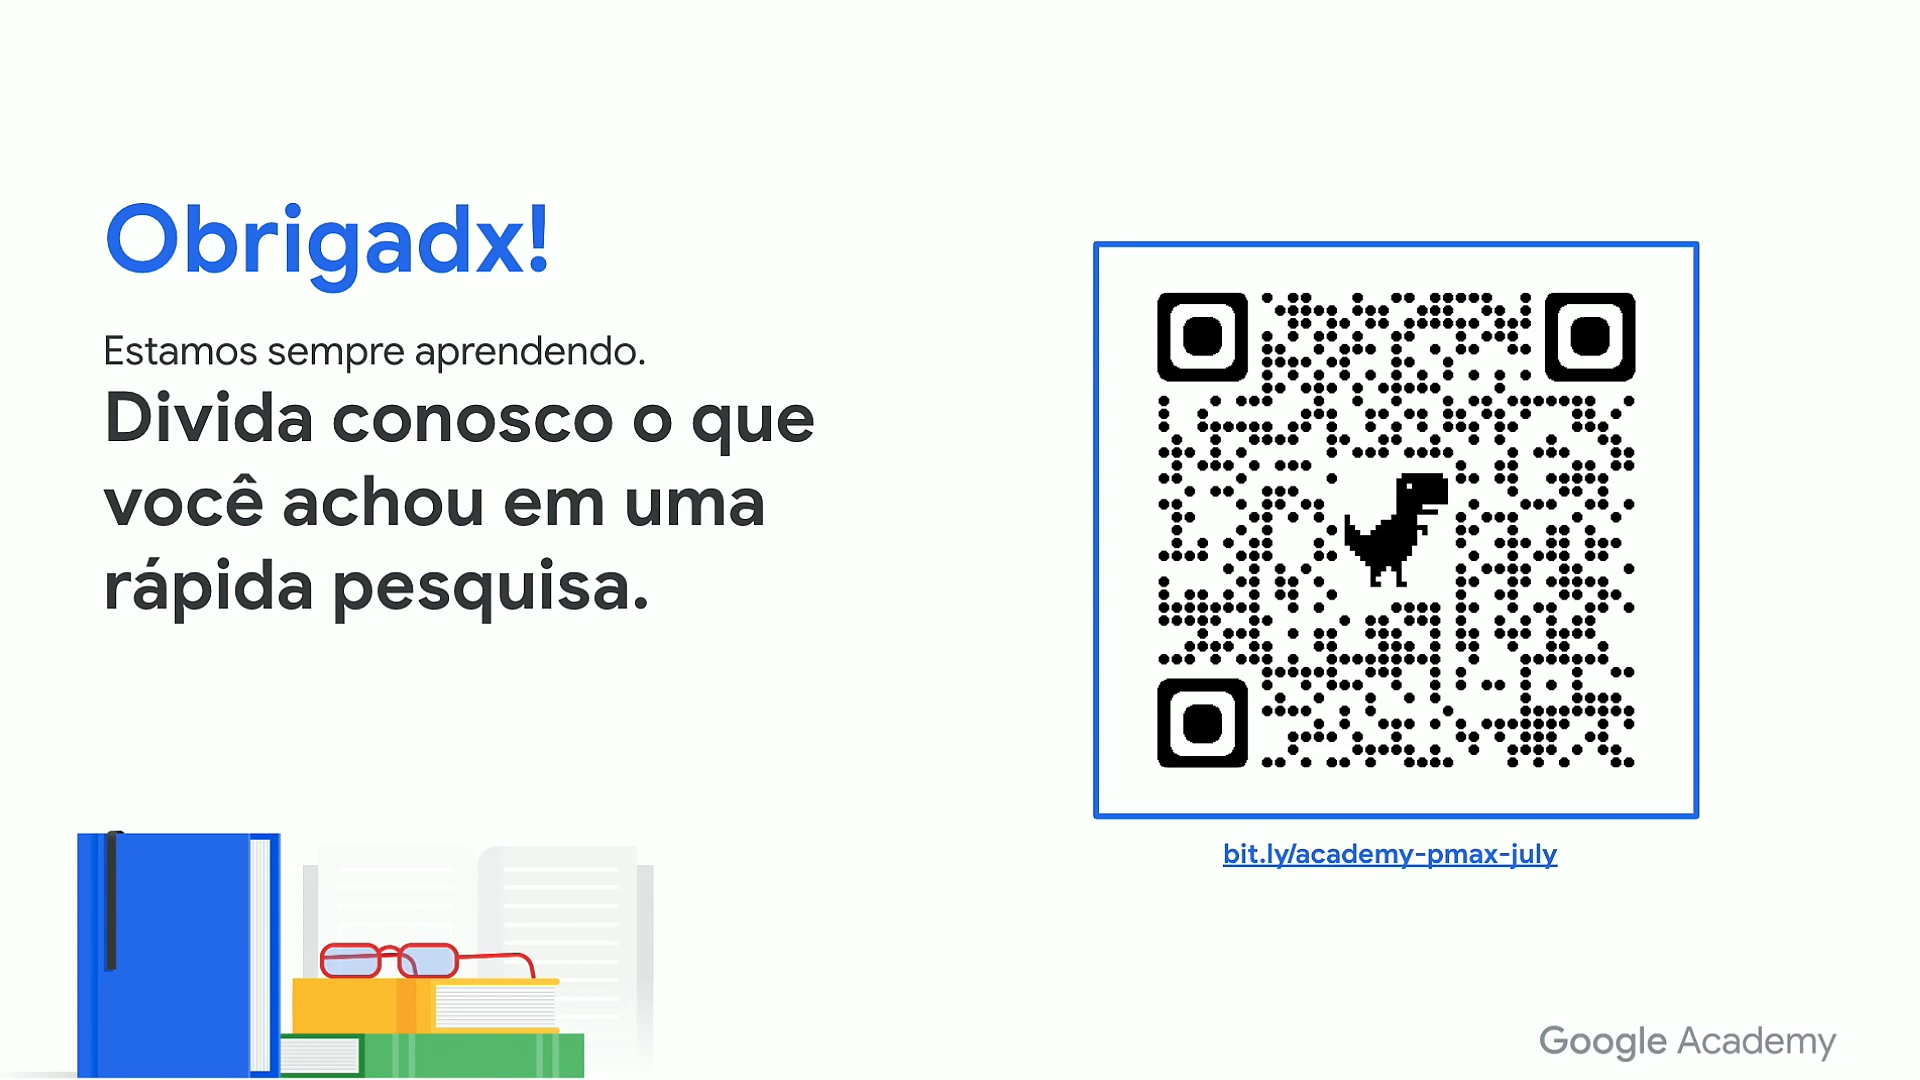 Obrigadx!
Estamos sempre aprendendo.
Divida conosco o que
você achou em uma
rápida pesquisa.
bit.ly/academy-pmax-july
Google Academy